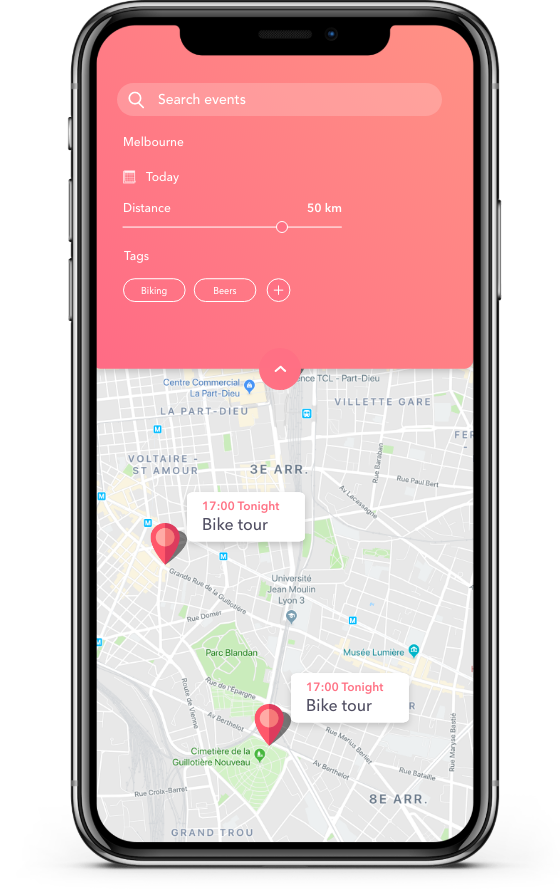 Search events
Melbourne
Today
Distance 50 km
Tags
Biking Beers
ence TCL - Part-Dieu
Centre Commercial
La Part-Dieu
LA PART-DIEU
VILLETTE GARE
M
FER
VOLTAIRE -
ST AMOUR
3E ARR.
Rue Baraban
Rue Paul Bert
Av Lacassagne
M
17:00 Tonight
Bike tour
M
M
Grande Rue de la Guillotière
Université
Jean Moulin
Lyon 3
Rue Domer
M
M
Parc Blandan
Musée Lumière
Rue de l'Épargne
Route de Vienne
17:00 Tonight
Bike tour
R
Av Berthelot
Rue Marius Berliet
Rue Maryse Bastié
Cimetière de la
Guillotière Nouveau
Av Berthelot
Rue Bataille
Rue Croix-Barret
8E ARR.
GRAND TROU